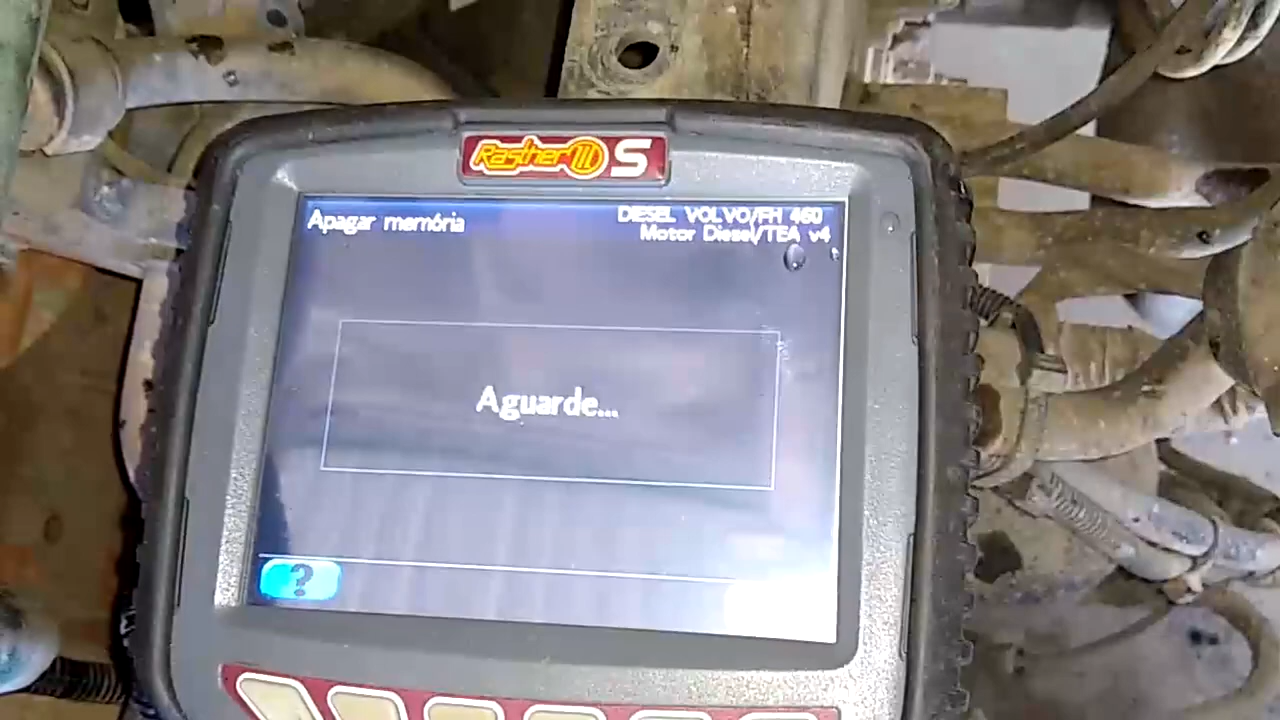 Rasther III S
Apagar memória
DIESEL VOLVO/FH 460
Motor Diesel/TEA v4
Aguarde...
?